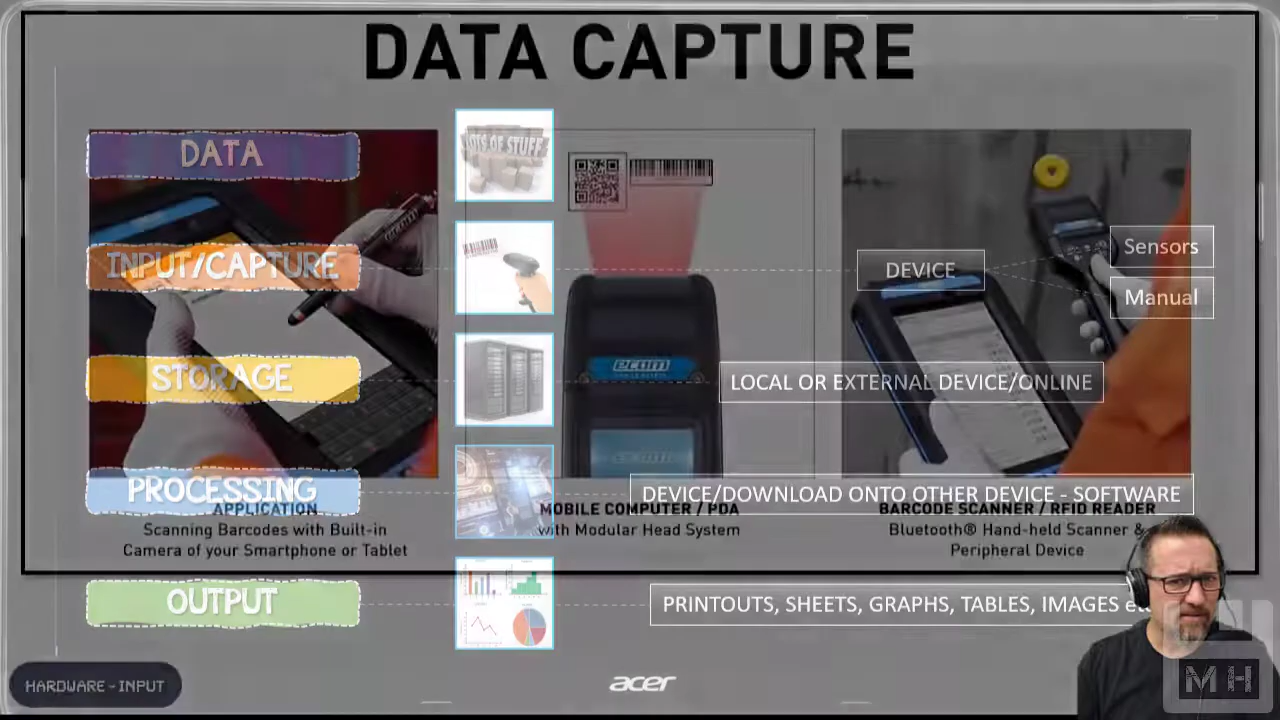 DATA CAPTURE
DATA
LOTS OF STUFF
INPUT/CAPTURE
DEVICE
Sensors
Manual
STORAGE
ecom
LOCAL OR EXTERNAL DEVICE/ONLINE
PROCESSING
DEVICE/DOWNLOAD ONTO OTHER DEVICE - SOFTWARE
APPLICATION
Scanning Barcodes with Built-in
Camera of your Smartphone or Tablet
MOBILE COMPUTER / PDA
with Modular Head System
BARCODE SCANNER / RFID READER
Bluetooth® Hand-held Scanner &
Peripheral Device
OUTPUT
PRINTOUTS, SHEETS, GRAPHS, TABLES, IMAGES etc
HARDWARE - INPUT
acer
MH